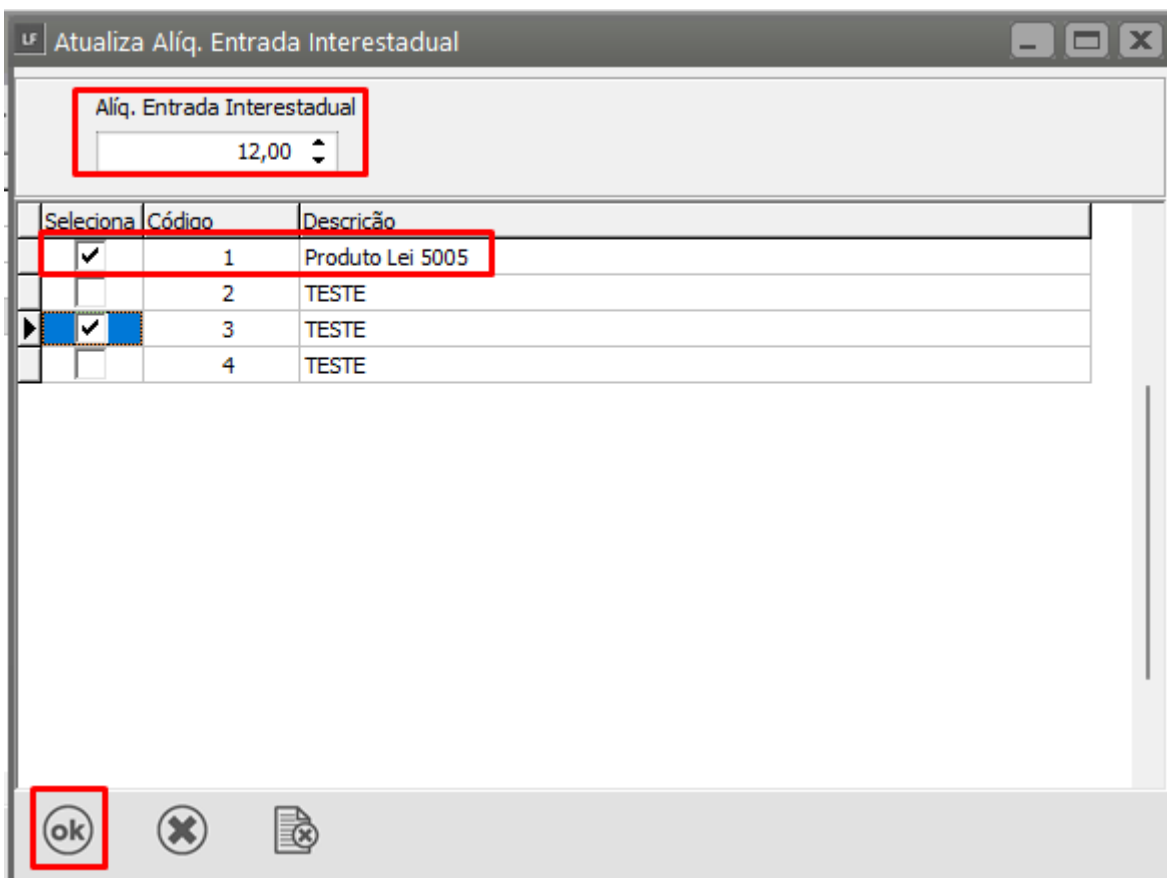 LF Atualiza Alíq. Entrada Interestadual
Alíq. Entrada Interestadual
12,00
Seleciona Código Descrição
1 Produto Lei 5005
2 TESTE
3 TESTE
4 TESTE
ok